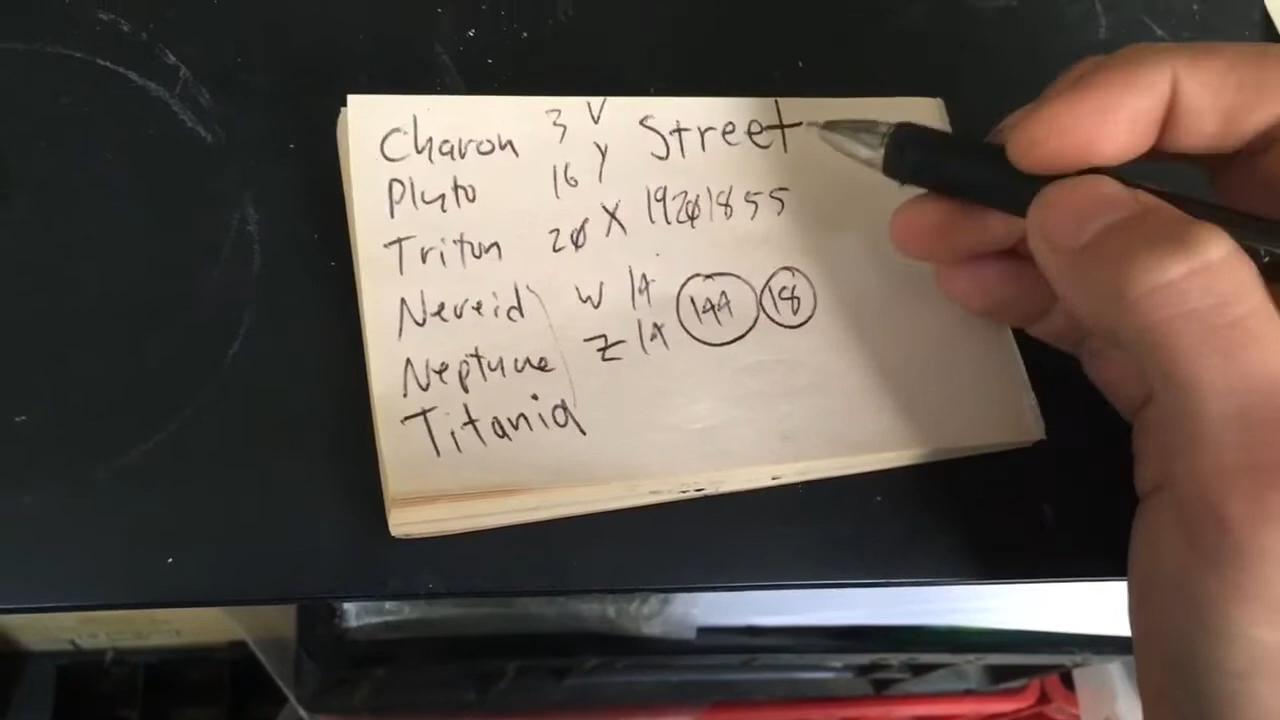 Charon 3 V Street
Pluto 16 Y
Triton 20 X 19201855
Nereid W 14 144 18
Neptune Z 14
Titania